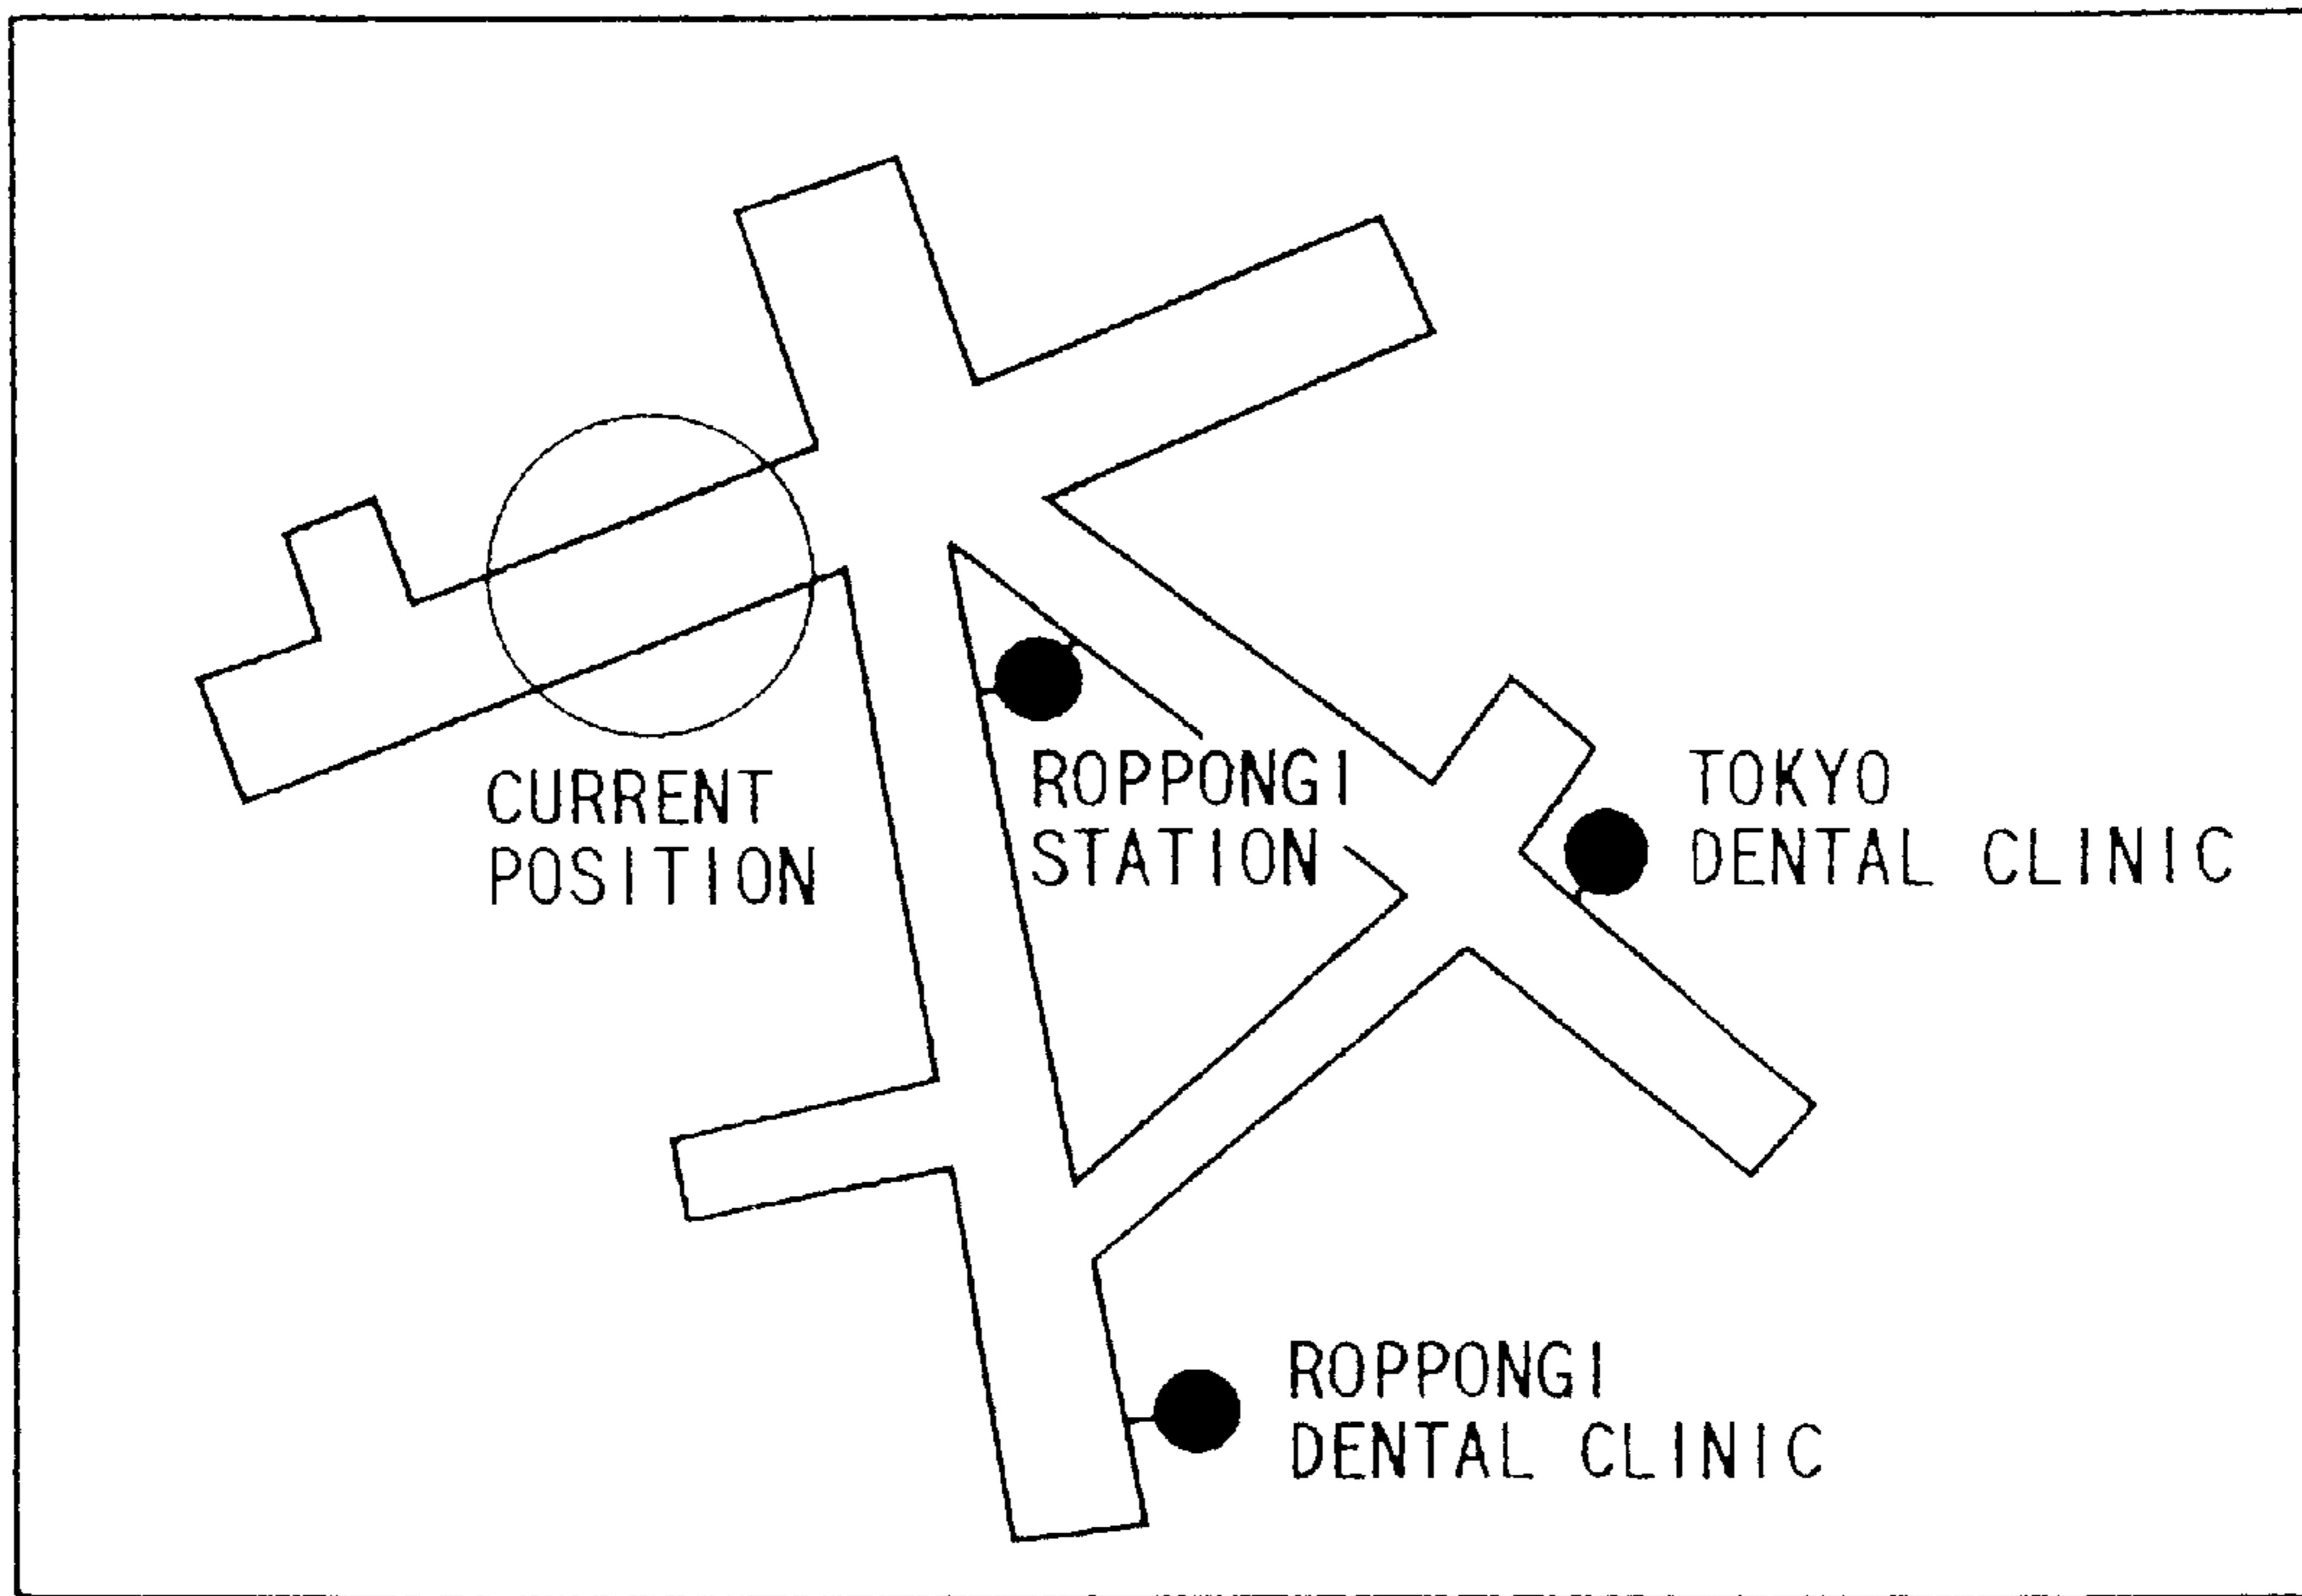 CURRENT
POSITION
ROPPONGI
STATION
TOKYO
DENTAL CLINIC
ROPPONGI
DENTAL CLINIC